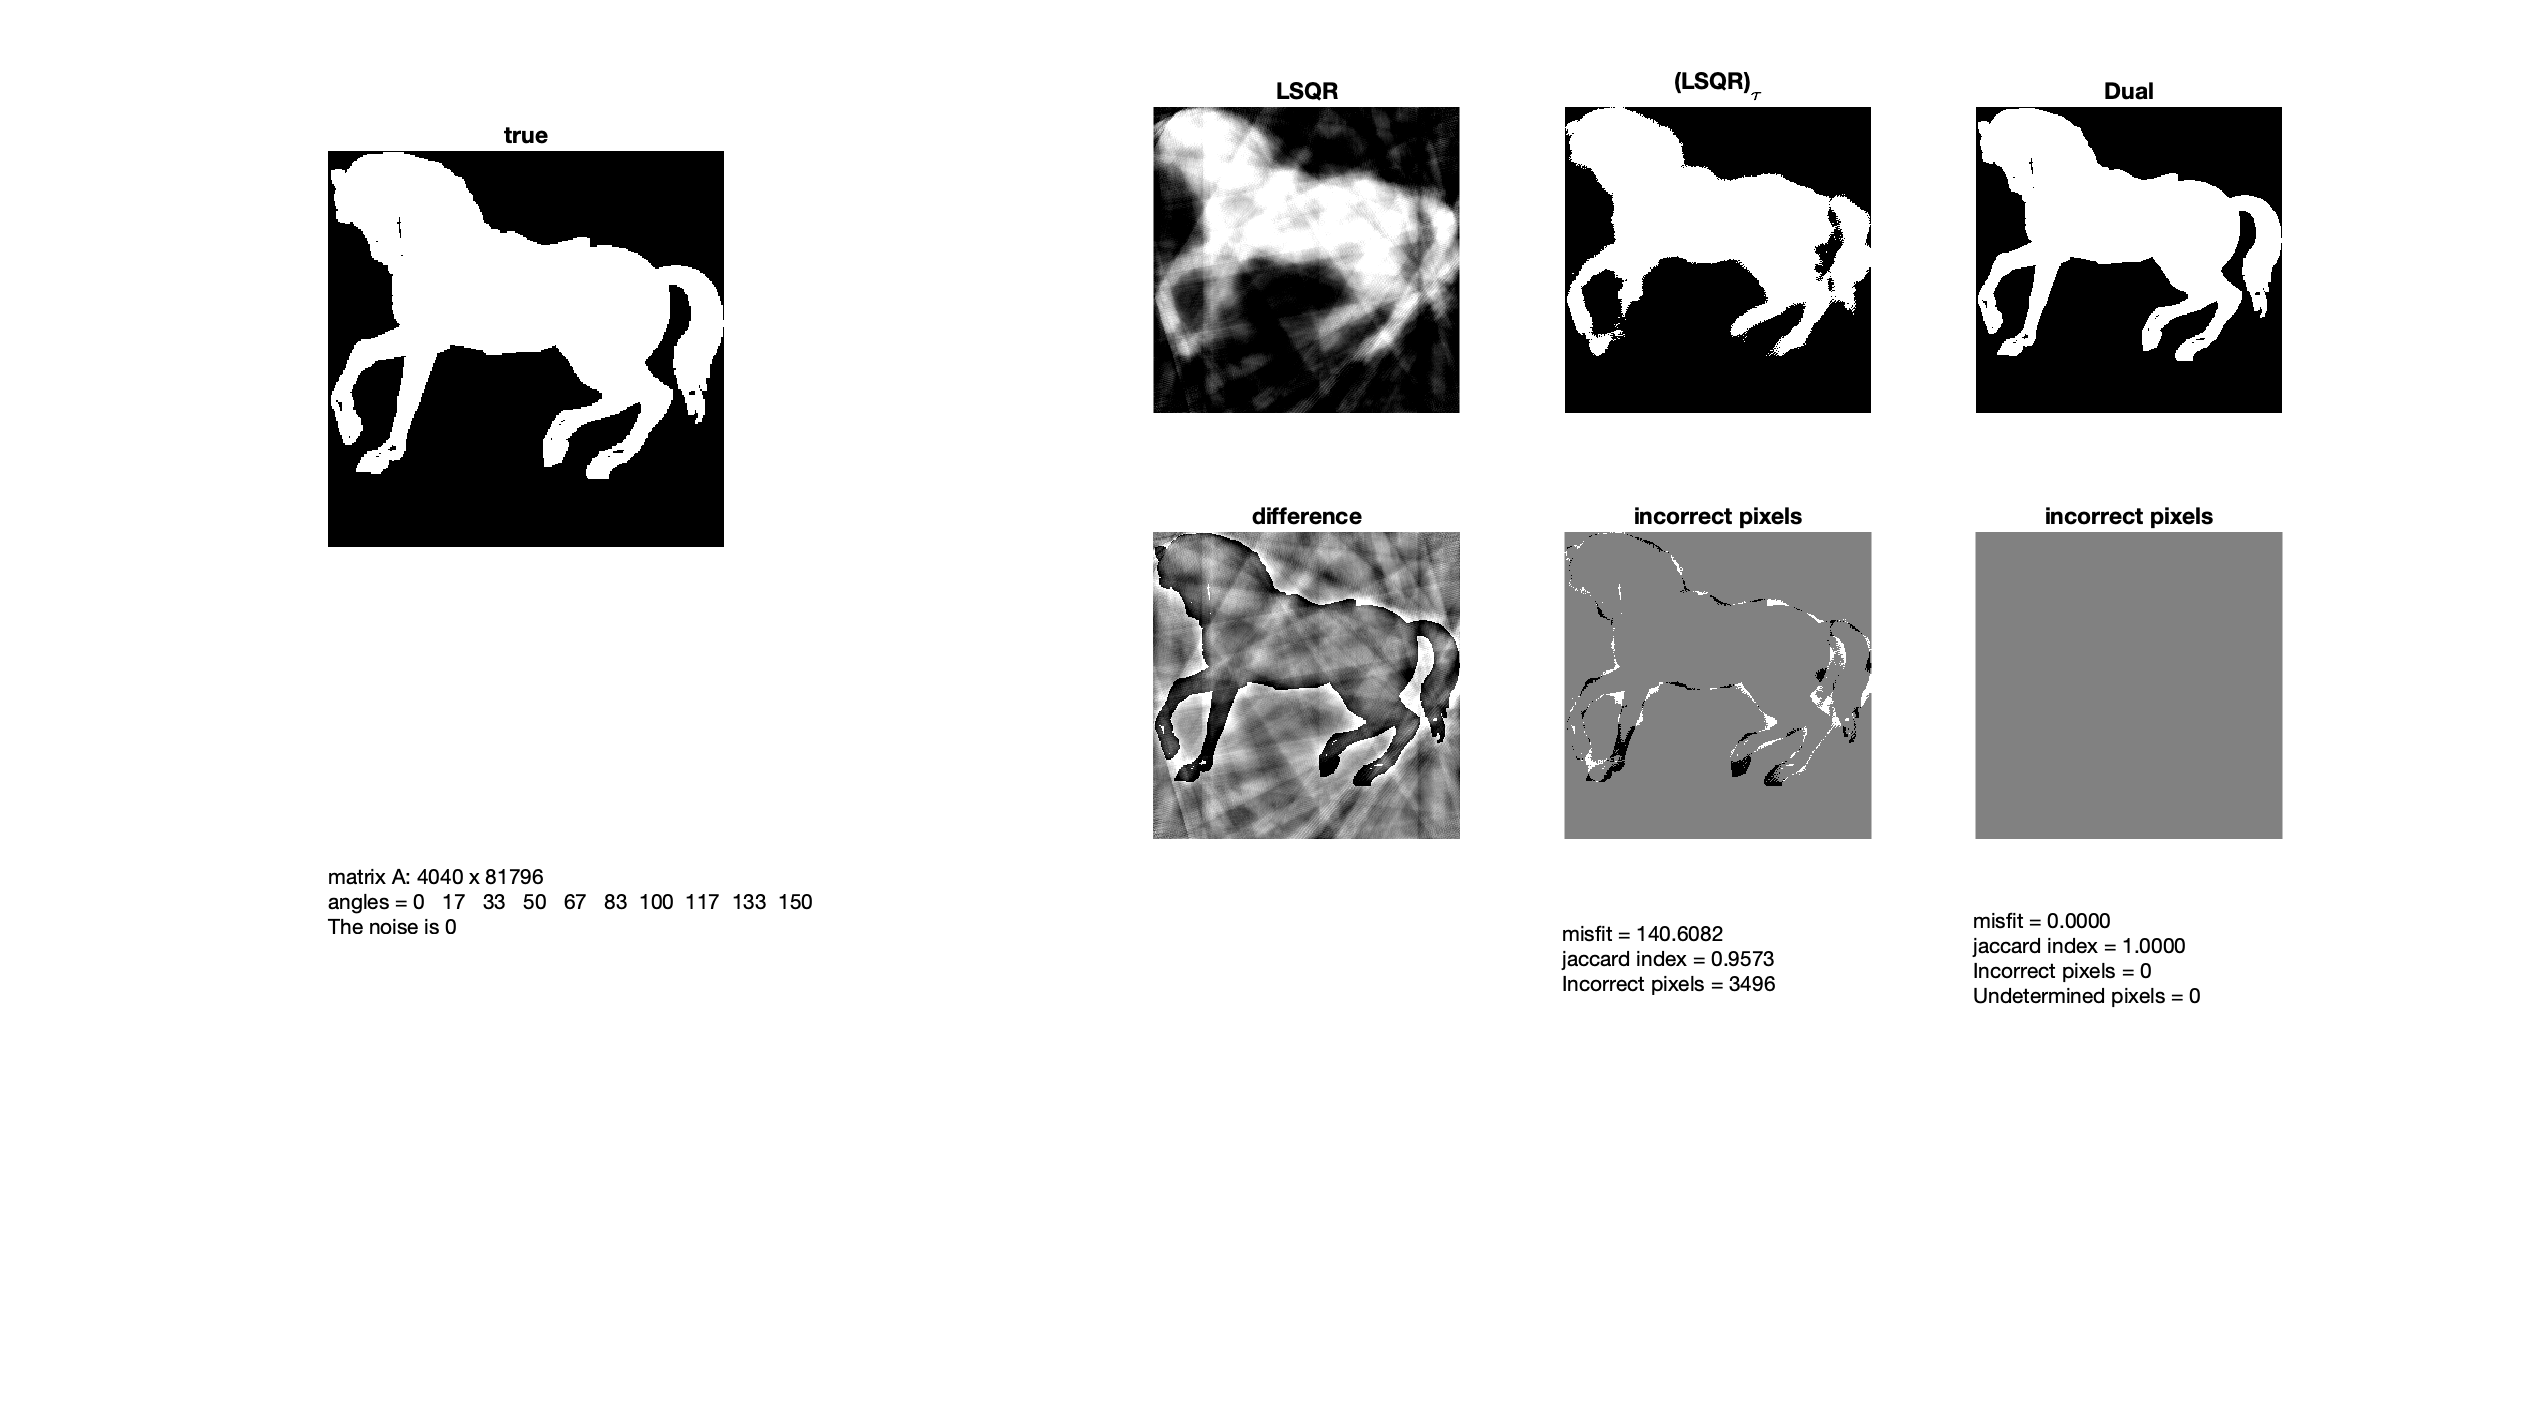 true
LSQR
(LSQR)τ
Dual
difference
incorrect pixels
incorrect pixels
matrix A: 4040 x 81796
angles = 0 17 33 50 67 83 100 117 133 150
The noise is 0
misfit = 140.6082
jaccard index = 0.9573
Incorrect pixels = 3496
misfit = 0.0000
jaccard index = 1.0000
Incorrect pixels = 0
Undetermined pixels = 0